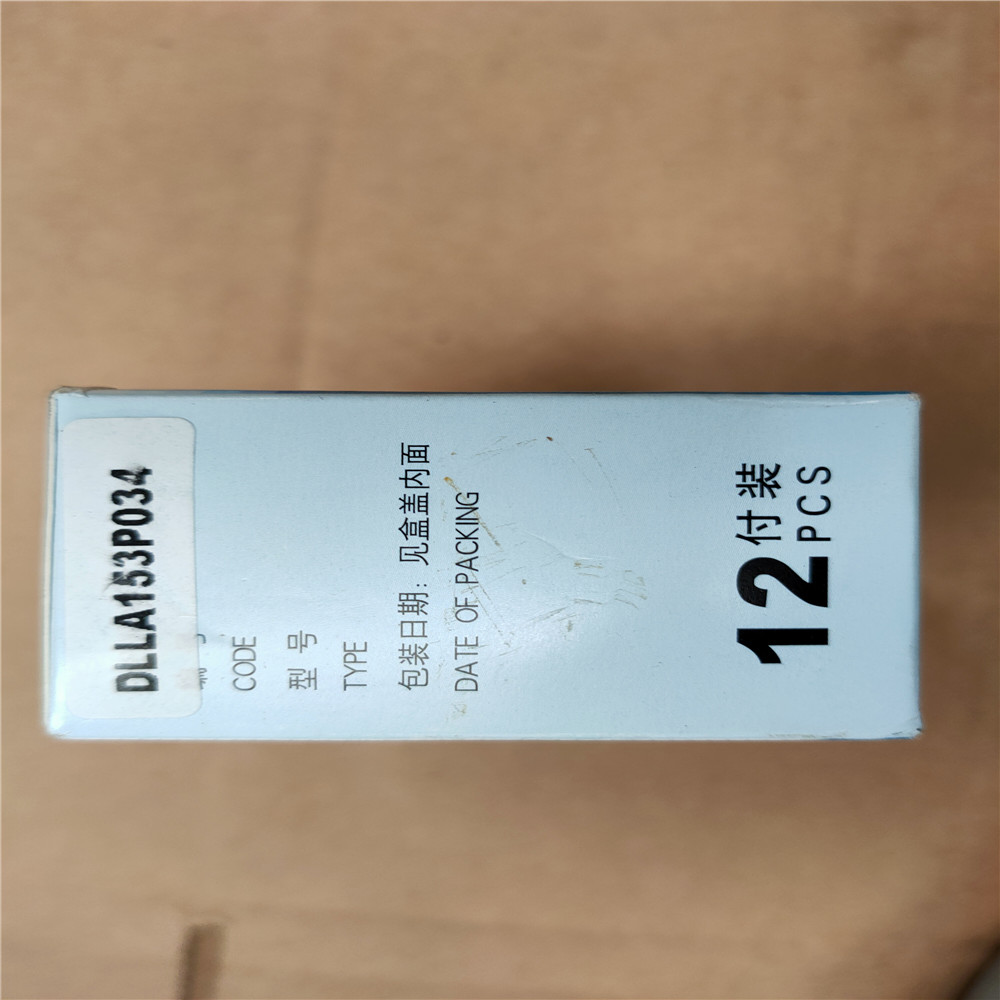 DLLA153P034
CODE
型号
TYPE
包装日期: 见盒盖内面
DATE OF PACKING
12付装
PCS